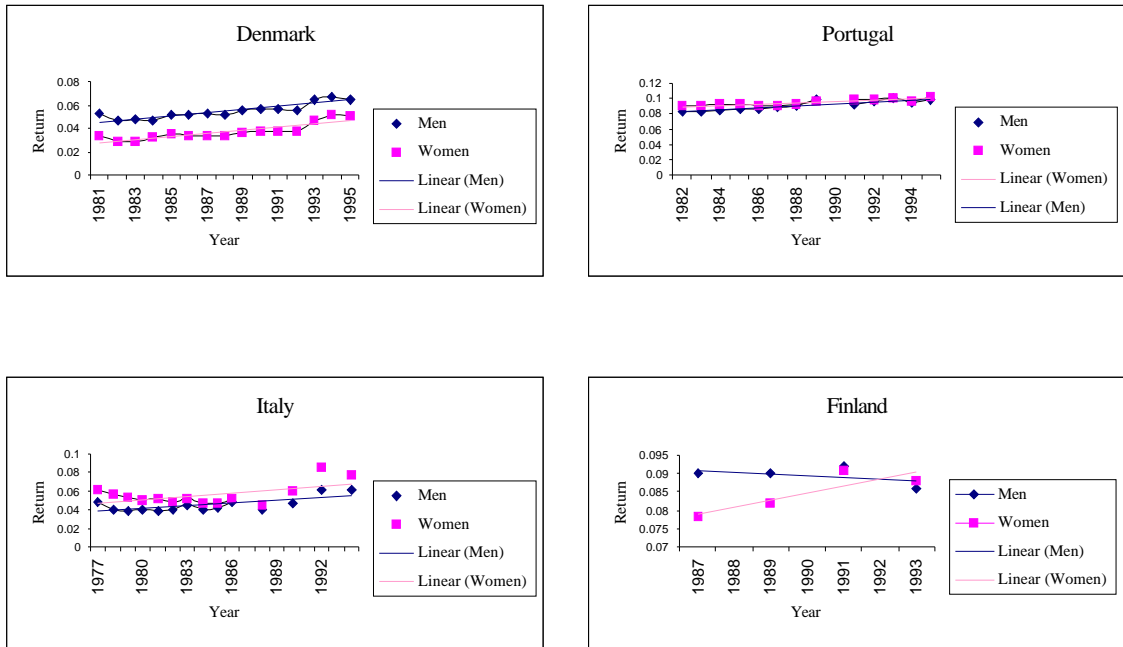 Denmark
0.08
0.06
0.04
0.02
0
Return
1981
1983
1985
1987
1989
1991
1993
1995
Year
Men
Women
Linear (Men)
Linear (Women)
Portugal
0.12
0.1
0.08
0.06
0.04
0.02
0
Return
1982
1984
1986
1988
1990
1992
1994
Year
Men
Women
Linear (Women)
Linear (Men)
Italy
0.1
0.08
0.06
0.04
0.02
0
Return
1977
1980
1983
1986
1989
1992
Year
Men
Women
Linear (Men)
Linear (Women)
Finland
0.095
0.09
0.085
0.08
0.075
0.07
Return
1987
1988
1989
1990
1991
1992
1993
Year
Men
Women
Linear (Men)
Linear (Women)